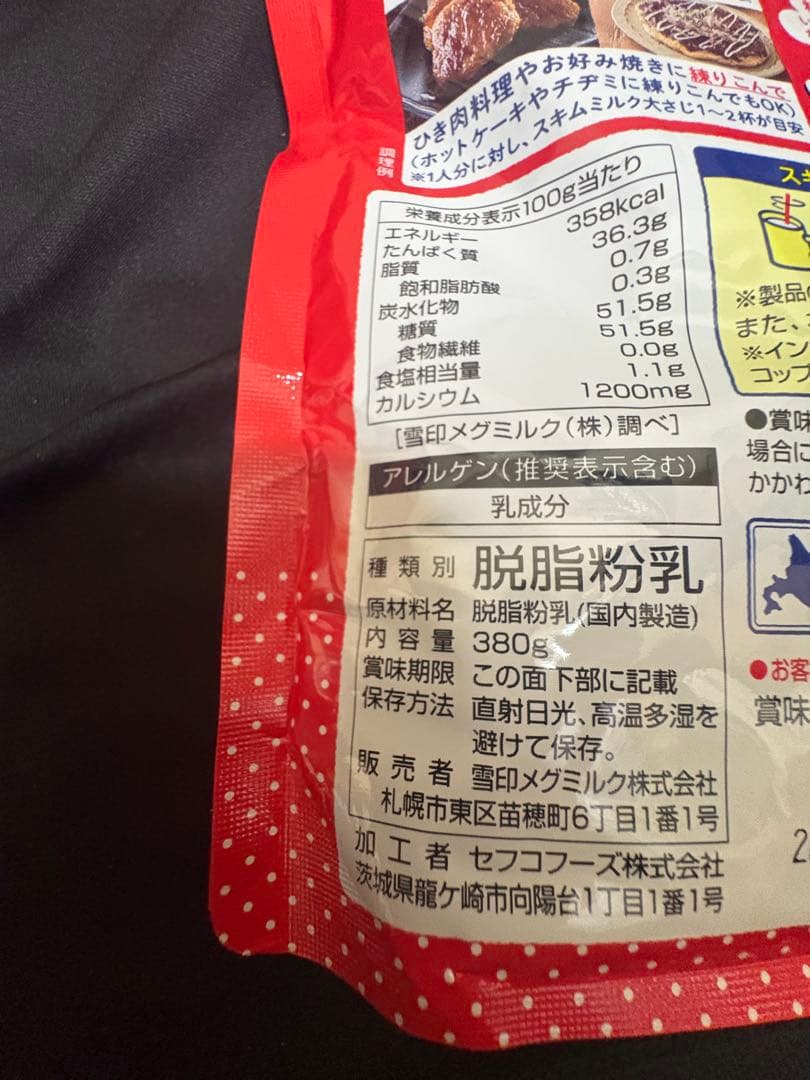 ひき肉料理やお好み焼きに練りこんで
(ホットケーキやチヂミに練りこんでもOK)
※1人分に対し、スキムミルク大さじ1～2杯が目安
調理例
栄養成分表示100g当たり
エネルギー 358kcal
たんぱく質 36.3g
脂質 0.7g
飽和脂肪酸 0.3g
炭水化物 51.5g
糖質 51.5g
食物繊維 0.0g
食塩相当量 1.1g
カルシウム 1200mg
[雪印メグミルク(株)調べ]
アレルゲン(推奨表示含む)
乳成分
種類別 脱脂粉乳
原材料名 脱脂粉乳(国内製造)
内容量 380g
賞味期限 この面下部に記載
保存方法 直射日光、高温多湿を
避けて保存。
販売者 雪印メグミルク株式会社
札幌市東区苗穂町6丁目1番1号
加工者 セフコフーズ株式会社
茨城県龍ケ崎市向陽台1丁目1番1号
※製品の
また、
※イン
コップ
●賞味
場合に
かかわ
●お客
賞味